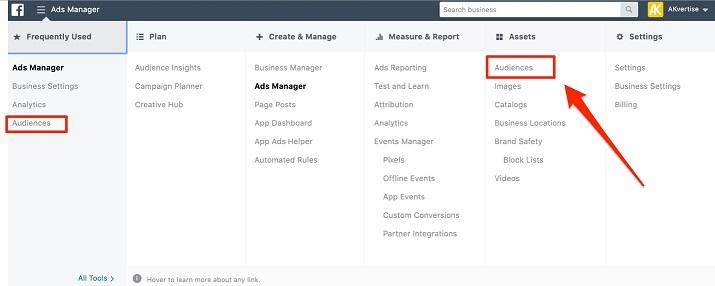 f Ads Manager Search business AK AKvertise
Frequently Used
Ads Manager
Business Settings
Analytics
Audiences
All Tools >
Plan
Audience Insights
Campaign Planner
Creative Hub
+ Create & Manage
Business Manager
Ads Manager
Page Posts
App Dashboard
App Ads Helper
Automated Rules
Measure & Report
Ads Reporting
Test and Learn
Attribution
Analytics
Events Manager
Pixels
Offline Events
App Events
Custom Conversions
Partner Integrations
Assets
Audiences
Images
Catalogs
Business Locations
Brand Safety
Block Lists
Videos
Settings
Settings
Business Settings
Billing
Hover to learn more about any link.